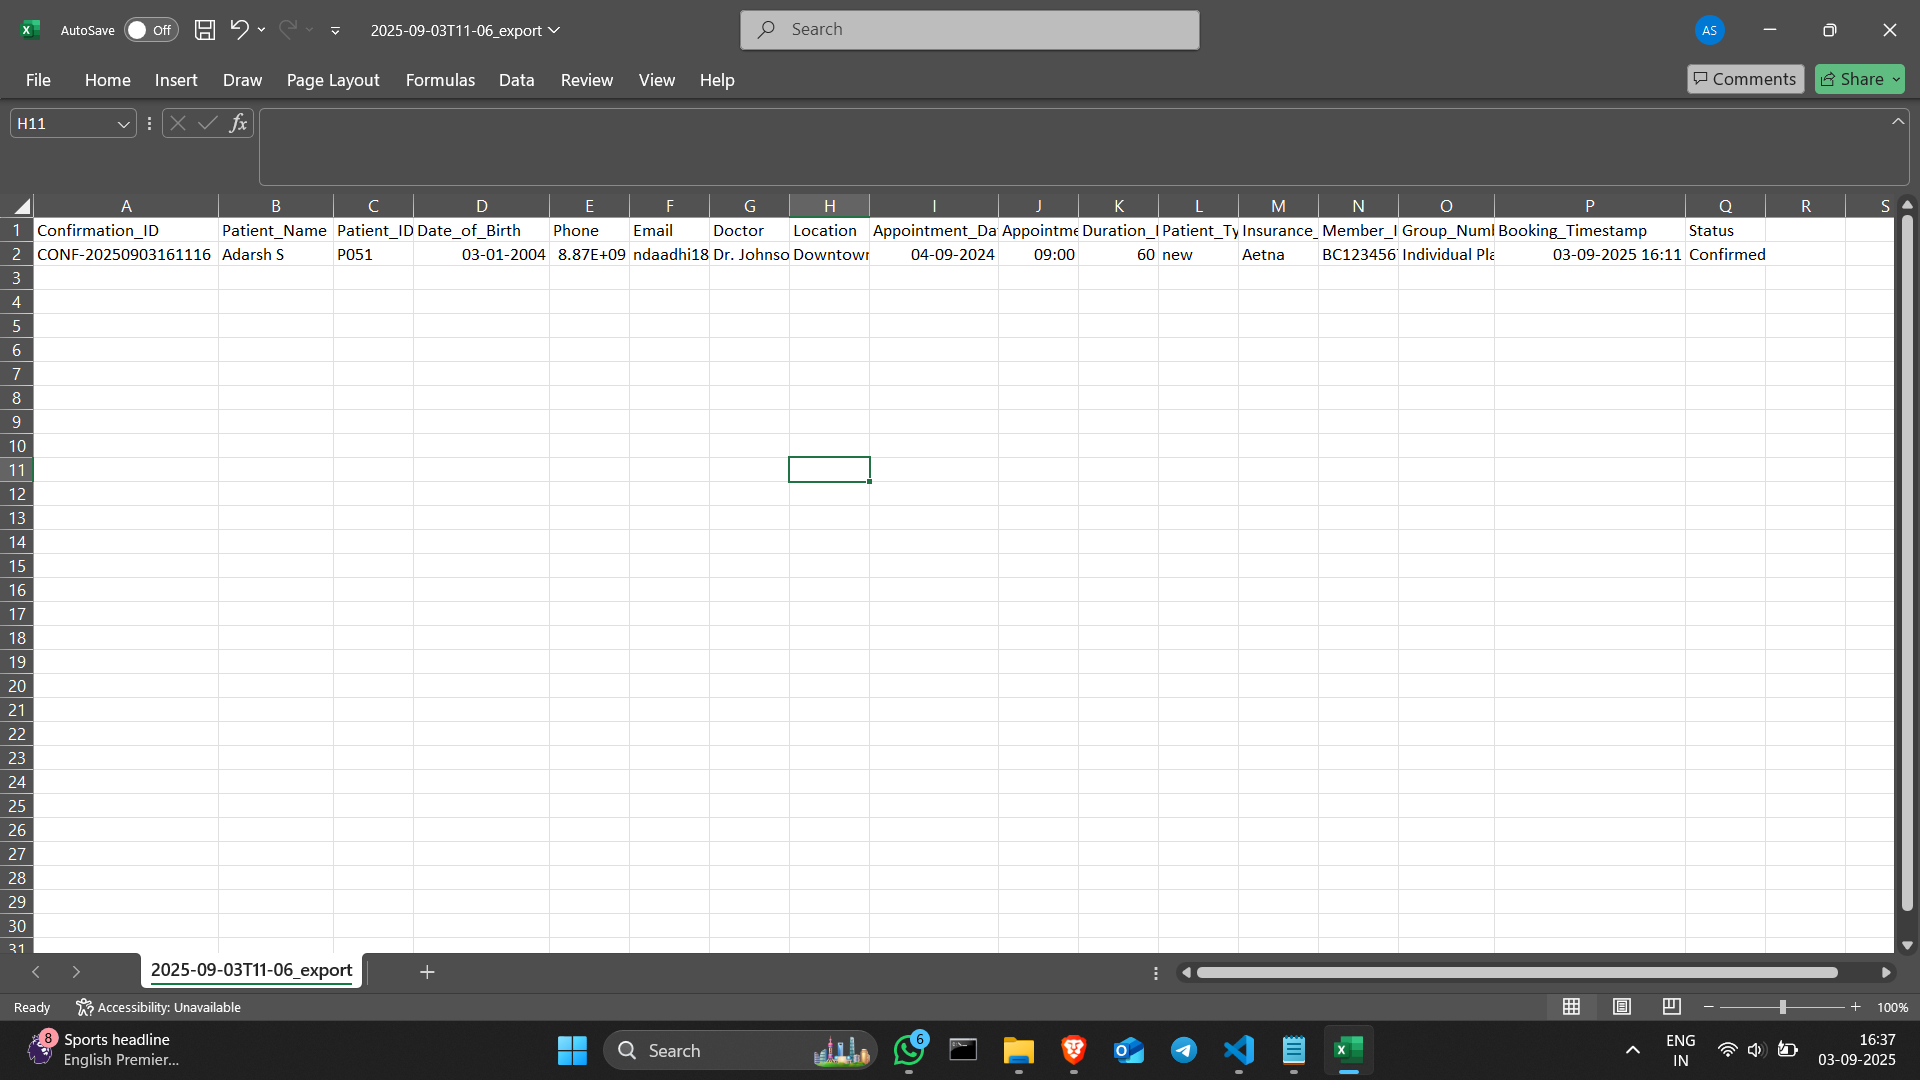 AutoSave Off 2025-09-03T11-06_export Search AS
File Home Insert Draw Page Layout Formulas Data Review View Help Comments Share
H11 fx
A B C D E F G H I J K L M N O P Q R S
1 Confirmation_ID Patient_Name Patient_ID Date_of_Birth Phone Email Doctor Location Appointment_Da Appointme Duration_ Patient_Ty Insurance_ Member_I Group_Num Booking_Timestamp Status
2 CONF-20250903161116 Adarsh S P051 03-01-2004 8.87E+09 ndaadhi18 Dr. Johnso Downtown 04-09-2024 09:00 60 new Aetna BC123456 Individual Pla 03-09-2025 16:11 Confirmed
3
4
5
6
7
8
9
10
11
12
13
14
15
16
17
18
19
20
21
22
23
24
25
26
27
28
29
30
31
2025-09-03T11-06_export
Ready Accessibility: Unavailable 100%
8 Sports headline
English Premier...
Search
6
ENG
IN
16:37
03-09-2025